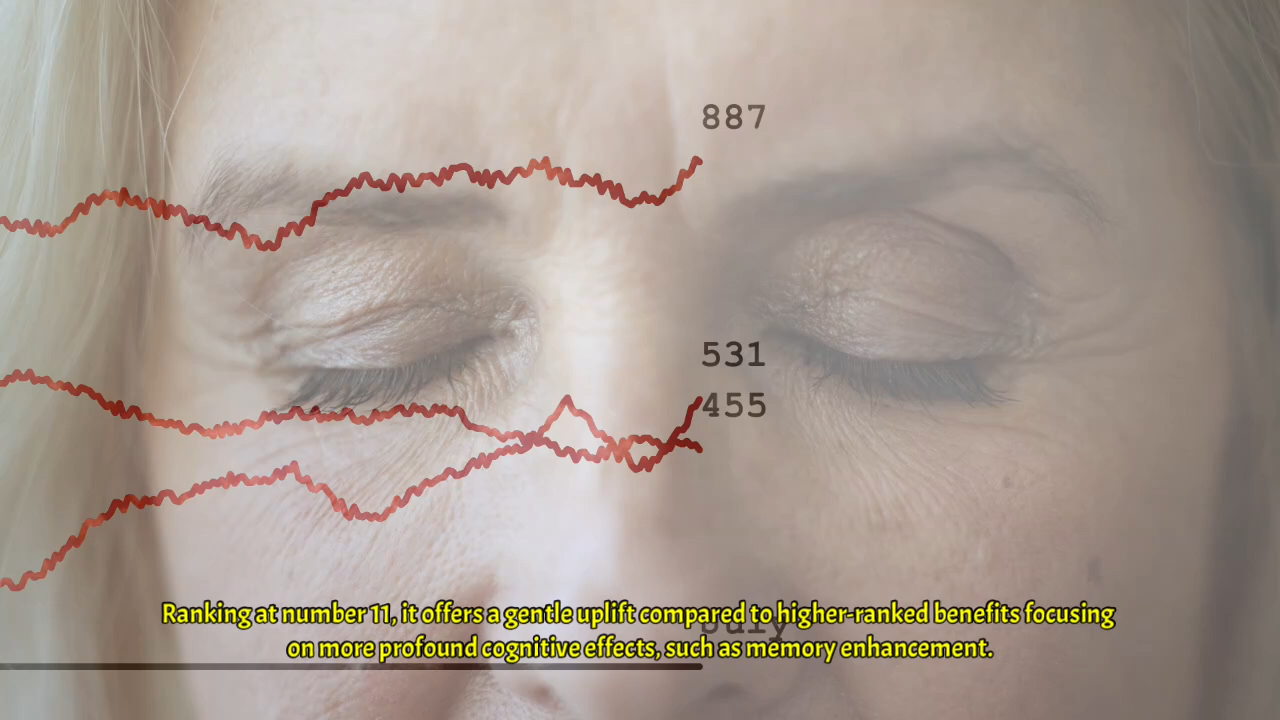 887
531
455
Ranking at number 11, it offers a gentle uplift compared to higher-ranked benefits focusing
on more profound cognitive effects, such as memory enhancement.